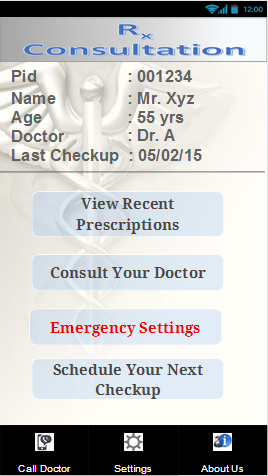 12:00
Rx
Consultation
Pid : 001234
Name : Mr. Xyz
Age : 55 yrs
Doctor : Dr. A
Last Checkup : 05/02/15
View Recent
Prescriptions
Consult Your Doctor
Emergency Settings
Schedule Your Next
Checkup
Call Doctor Settings About Us